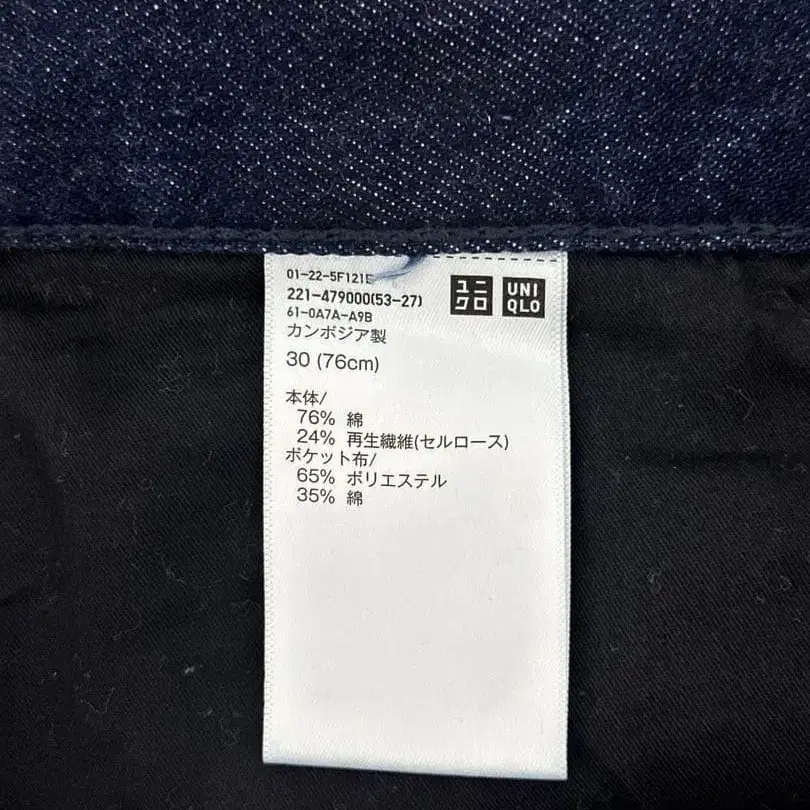 01-22-5F121E
221-479000(53-27)
61-0A7A-A9B
カンボジア製
30 (76cm)
ユニ
クロ
UNI
QLO
本体/
76% 綿
24% 再生繊維(セルロース)
ポケット布/
65% ポリエステル
35% 綿